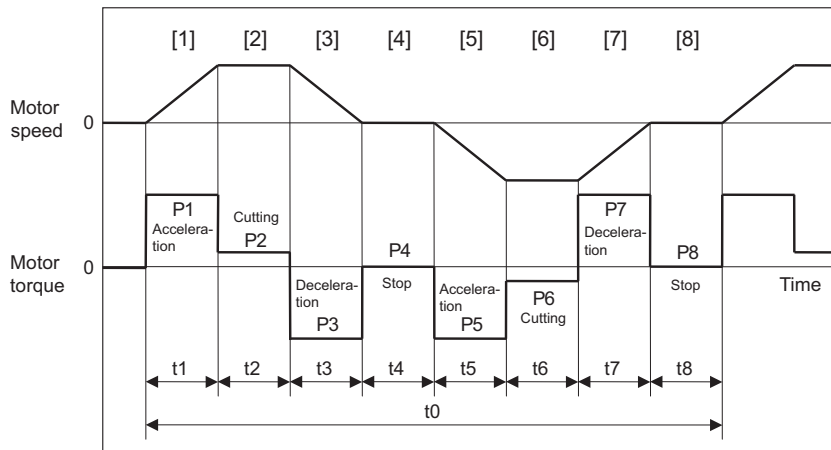 [1] [2] [3] [4] [5] [6] [7] [8]
Motor
speed
0
P1
Accelera-
tion
Cutting
P2
Decelera-
tion
P3
P4
Stop
Accelera-
tion
P5
P6
Cutting
P7
Decelera-
tion
P8
Stop
Motor
torque
0
Time
t1 t2 t3 t4 t5 t6 t7 t8
t0